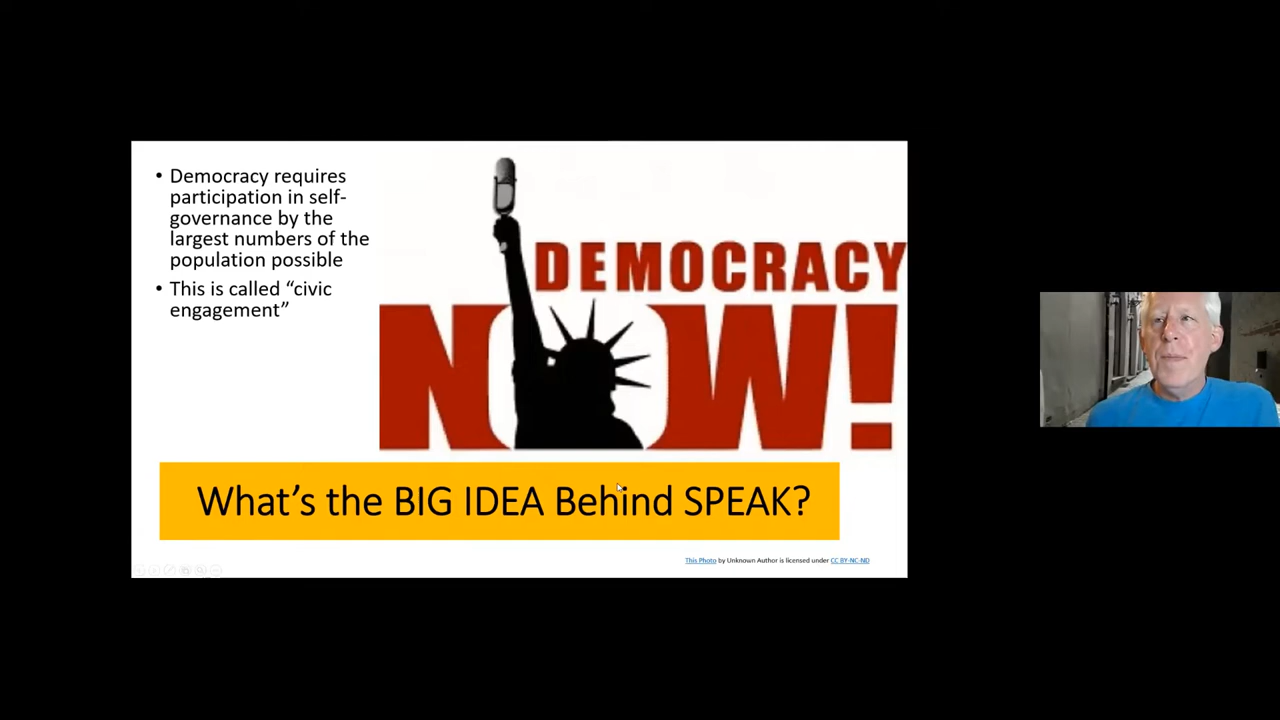 • Democracy requires
participation in self-
governance by the
largest numbers of the
population possible
• This is called “civic
engagement”
DEMOCRACY
NOW!
What’s the BIG IDEA Behind SPEAK?
This Photo by Unknown Author is licensed under CC BY-NC-ND